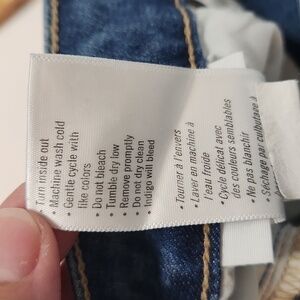 Turn inside out
• Machine wash cold
Gentle cycle with
like colors
• Do not bleach
• Tumble dry low
• Remove promptly
• Do not dry clean
• Indigo will bleed
• Tourner à l'envers
• Laver en machine à
l'eau froide
• Cycle délicat avec
des couleurs semblables
• Ne pas blanchir
• Séchage par culbutage à